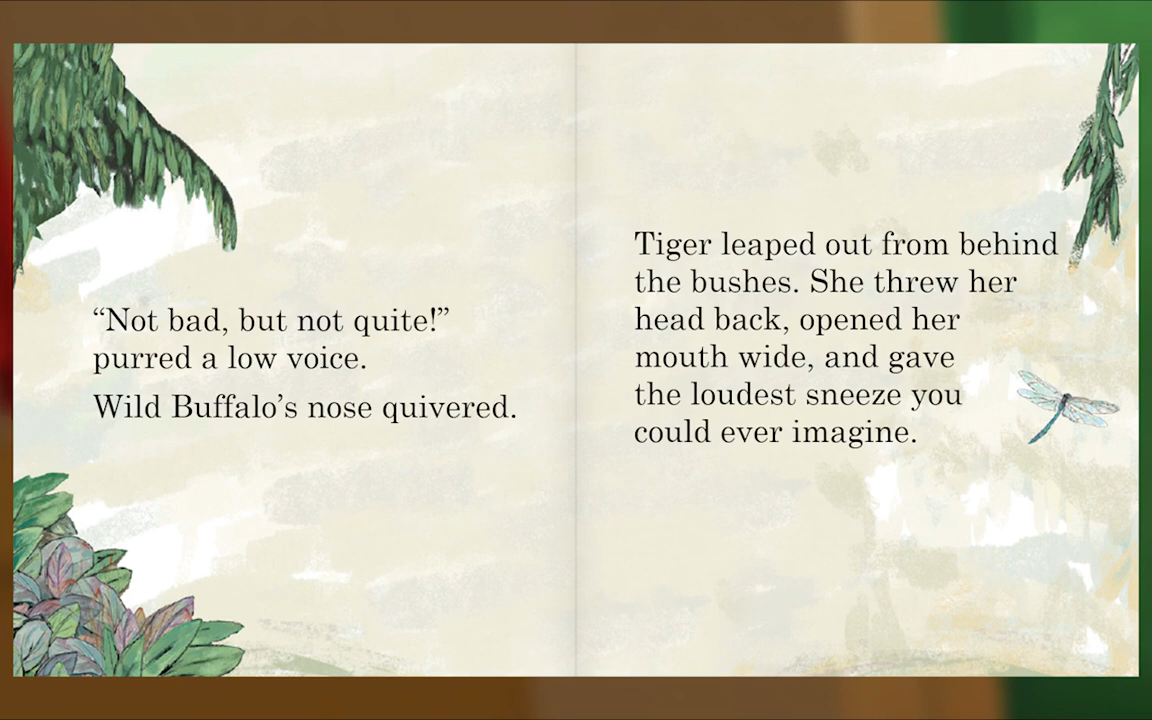 “Not bad, but not quite!”
purred a low voice.
Wild Buffalo’s nose quivered.
Tiger leaped out from behind
the bushes. She threw her
head back, opened her
mouth wide, and gave
the loudest sneeze you
could ever imagine.